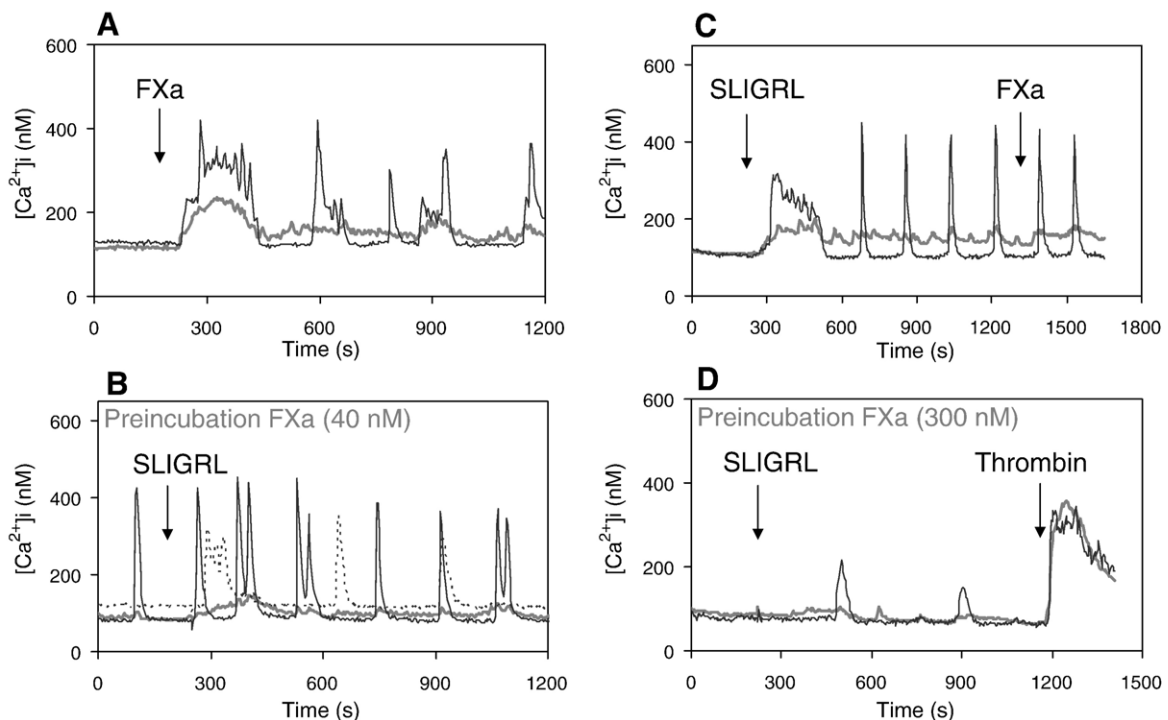 A
600
400
200
0
[Ca²⁺]i (nM)
FXa
0 300 600 900 1200
Time (s)
C
600
400
200
0
[Ca²⁺]i (nM)
SLIGRL FXa
0 300 600 900 1200 1500 1800
Time (s)
B
Preincubation FXa (40 nM)
600
400
200
0
[Ca²⁺]i (nM)
SLIGRL
0 300 600 900 1200
Time (s)
D
Preincubation FXa (300 nM)
600
400
200
0
[Ca²⁺]i (nM)
SLIGRL Thrombin
0 300 600 900 1200 1500
Time (s)